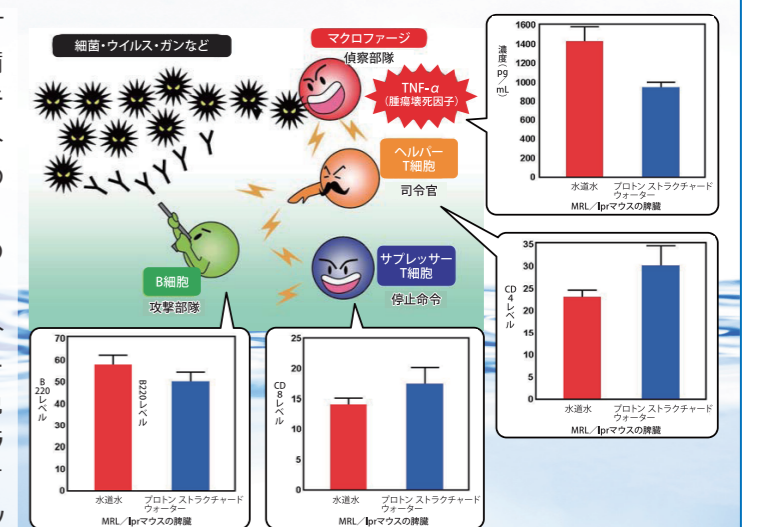 細菌・ウイルス・ガンなど
マクロファージ
偵察部隊
TNF-α
(腫瘍壊死因子)
ヘルパー
T細胞
司令官
サプレッサー
T細胞
停止命令
B細胞
攻撃部隊
濃度(pg/mL)
1600
1400
1200
1000
800
600
400
200
0
水道水
プロトン ストラクチャード
ウォーター
MRL/lprマウスの脾臓
CD4レベル
35
30
25
20
15
10
5
0
水道水
プロトン ストラクチャード
ウォーター
MRL/lprマウスの脾臓
B220レベル
70
60
50
40
30
20
10
0
B220レベル
水道水
プロトン ストラクチャード
ウォーター
MRL/lprマウスの脾臓
CD8レベル
25
20
15
10
5
0
水道水
プロトン ストラクチャード
ウォーター
MRL/lprマウスの脾臓